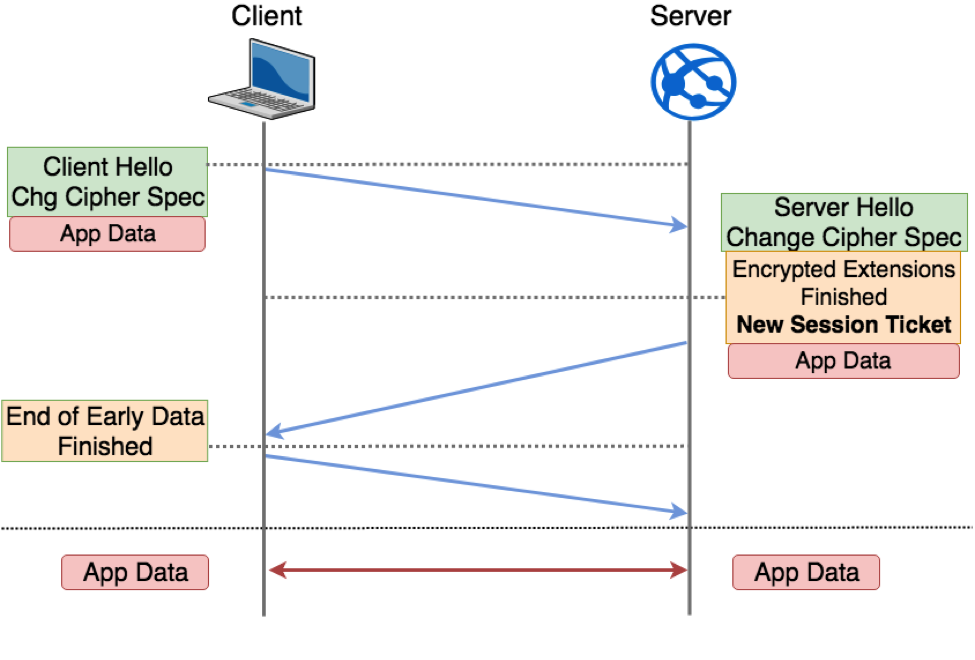 Client
Server
Client Hello
Chg Cipher Spec
App Data
Server Hello
Change Cipher Spec
Encrypted Extensions
Finished
New Session Ticket
App Data
End of Early Data
Finished
App Data
App Data